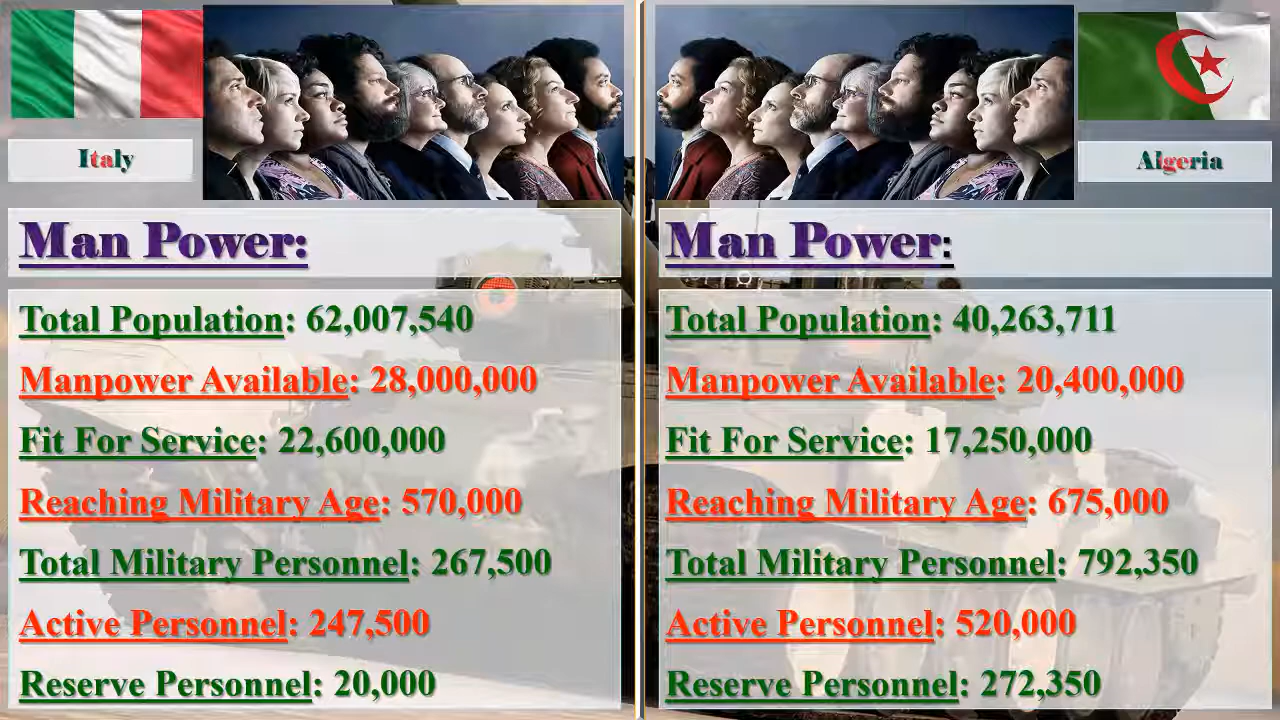 Italy
Man Power:
Total Population: 62,007,540
Manpower Available: 28,000,000
Fit For Service: 22,600,000
Reaching Military Age: 570,000
Total Military Personnel: 267,500
Active Personnel: 247,500
Reserve Personnel: 20,000
Algeria
Man Power:
Total Population: 40,263,711
Manpower Available: 20,400,000
Fit For Service: 17,250,000
Reaching Military Age: 675,000
Total Military Personnel: 792,350
Active Personnel: 520,000
Reserve Personnel: 272,350